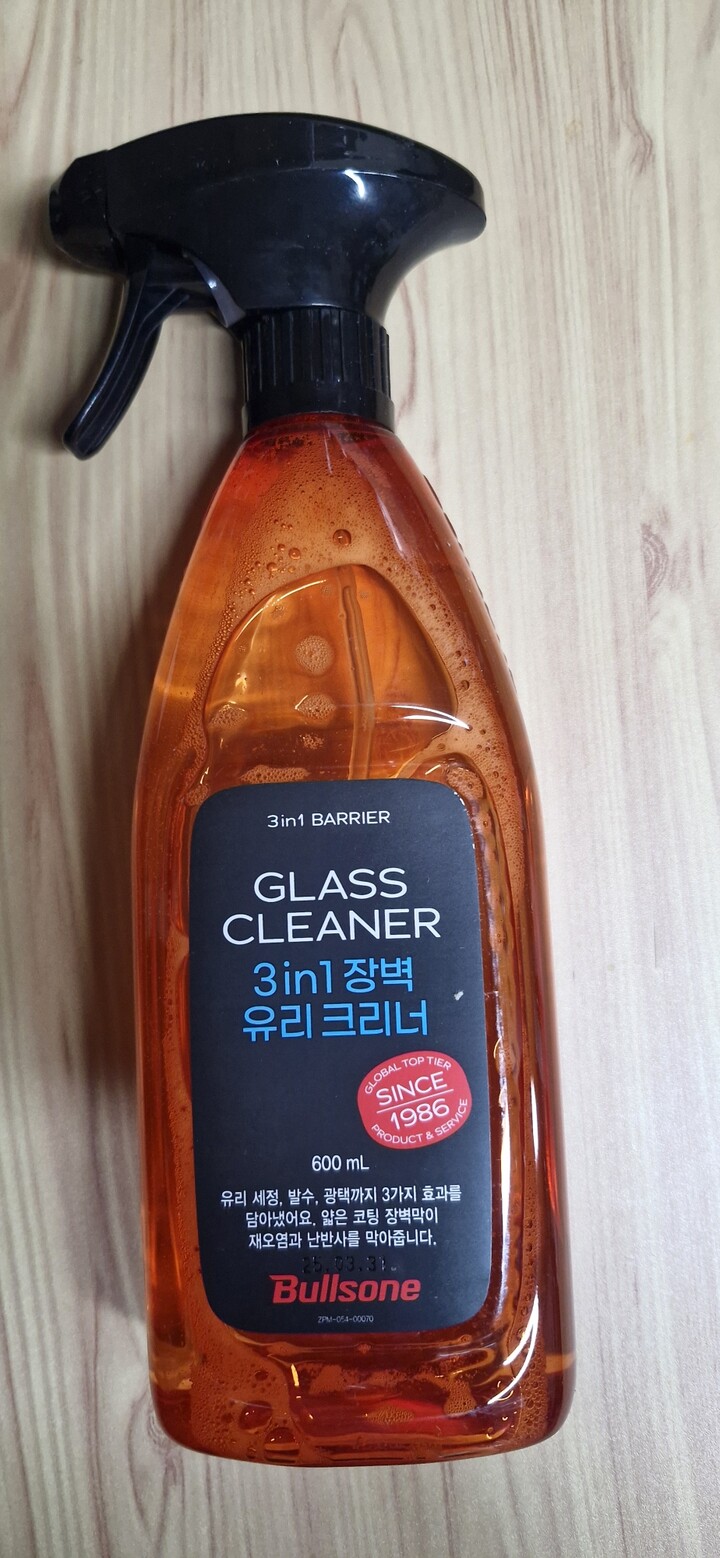 3in1 BARRIER
GLASS
CLEANER
3in1 장벽
유리크리너
GLOBAL TOP TIER
SINCE
1986
PRODUCT & SERVICE
600 mL
유리 세정, 발수, 광택까지 3가지 효과를
담아냈어요. 얇은 코팅 장벽막이
재오염과 난반사를 막아줍니다.
25.03.31
Bullsone
ZPM-054-00070